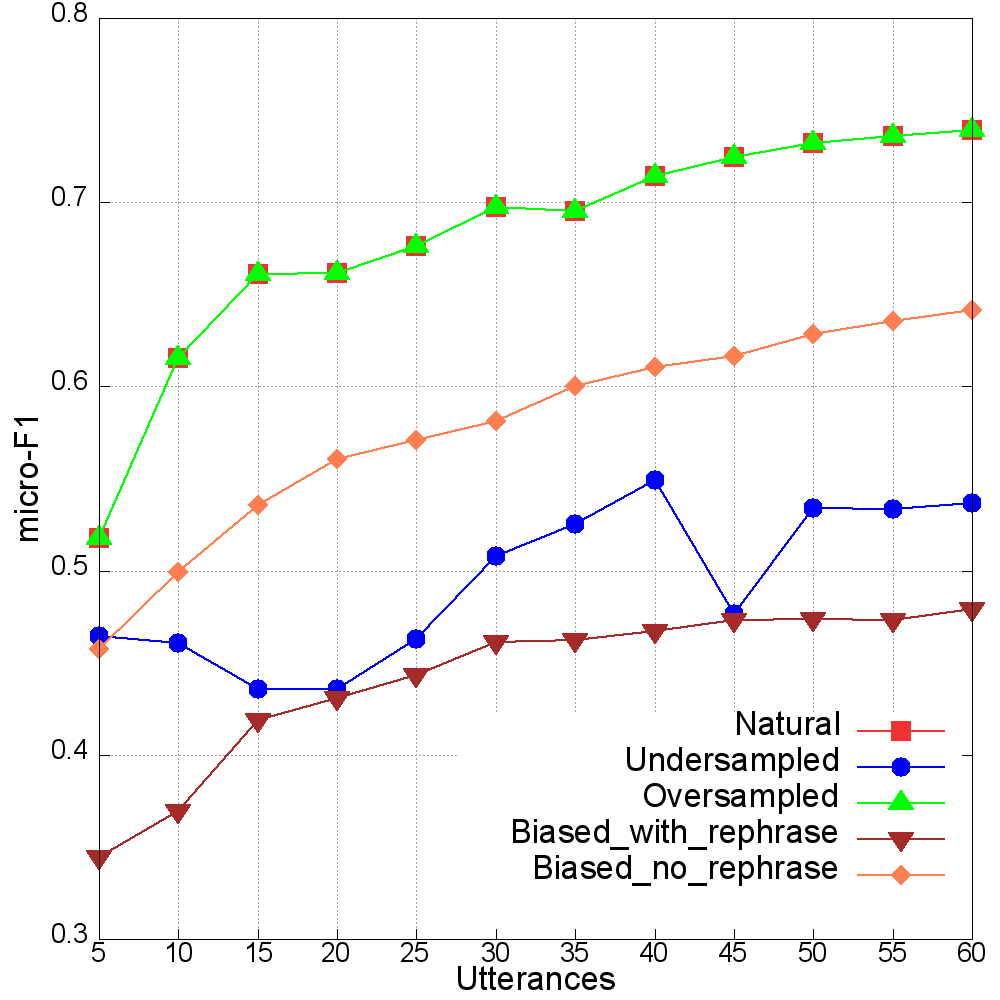 0.8
0.7
0.6
0.5
0.4
0.3
micro-F1
Natural
Undersampled
Oversampled
Biased_with_rephrase
Biased_no_rephrase
5 10 15 20 25 30 35 40 45 50 55 60
Utterances